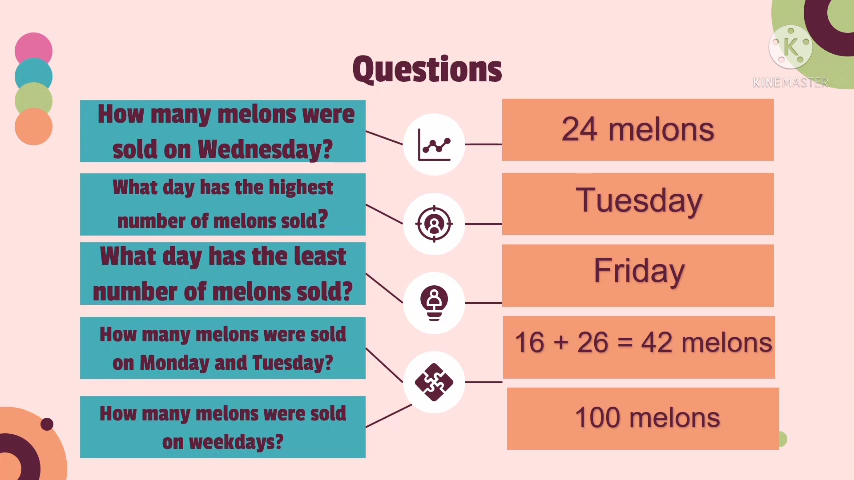 Questions
KINEMASTER
How many melons were
sold on Wednesday?
24 melons
What day has the highest
number of melons sold?
Tuesday
What day has the least
number of melons sold?
Friday
How many melons were sold
on Monday and Tuesday?
16 + 26 = 42 melons
How many melons were sold
on weekdays?
100 melons